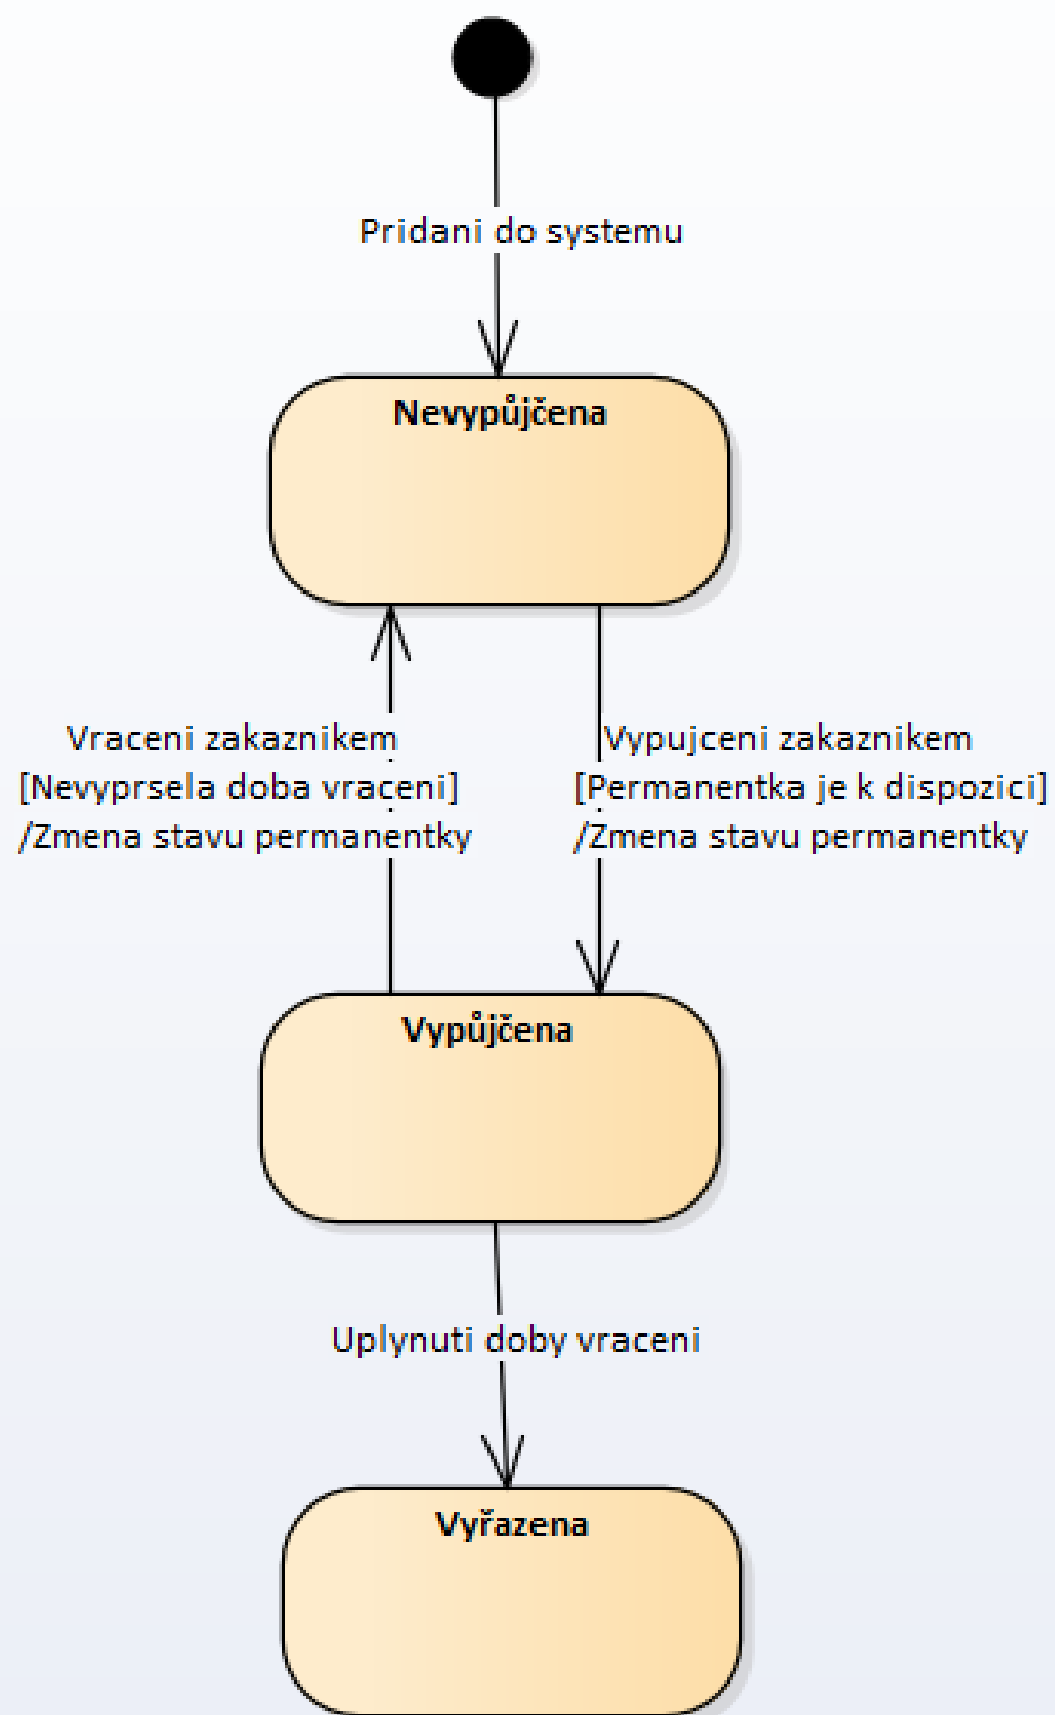 Pridani do systemu
Nevypůjčena
Vraceni zakaznikem
[Nevyprsela doba vraceni]
/Zmena stavu permanentky
Vypujceni zakaznikem
[Permanentka je k dispozici]
/Zmena stavu permanentky
Vypůjčena
Uplynuti doby vraceni
Vyřazena